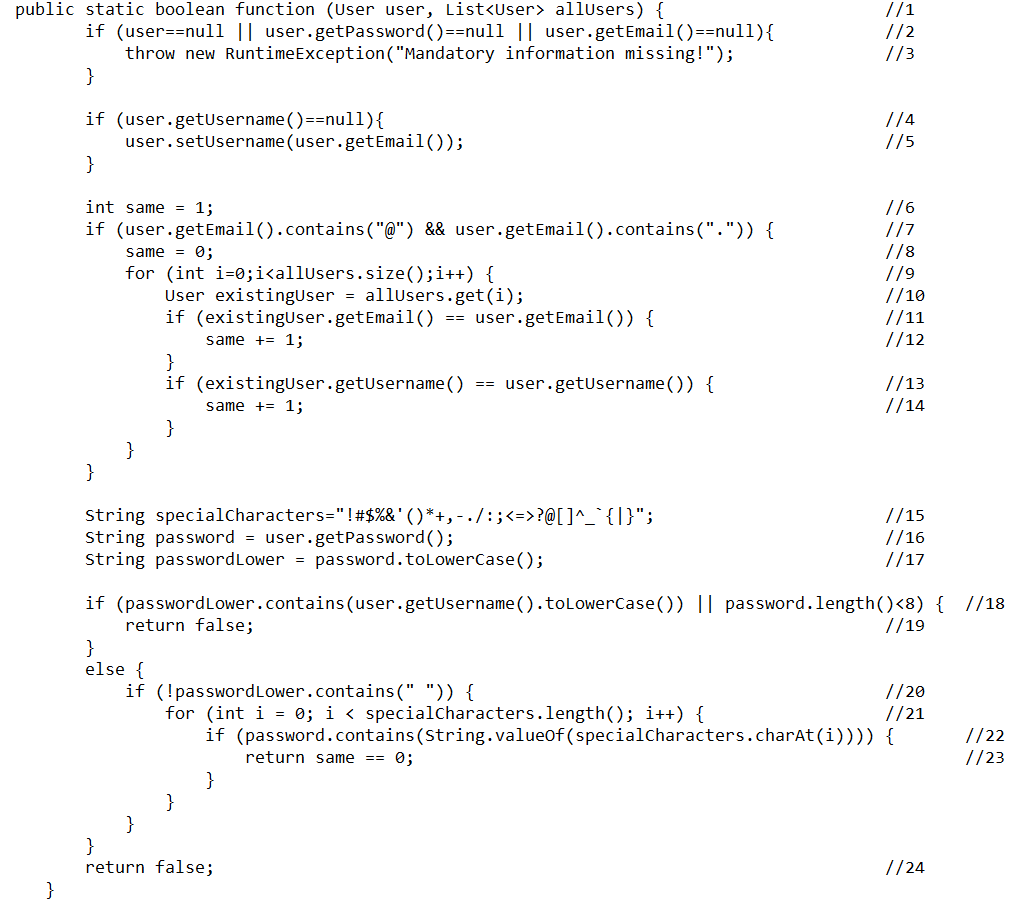 public static boolean function (User user, List<User> allUsers) { //1
if (user==null || user.getPassword()==null || user.getEmail()==null){ //2
throw new RuntimeException("Mandatory information missing!"); //3
}
if (user.getUsername()==null){ //4
user.setUsername(user.getEmail()); //5
}
int same = 1; //6
if (user.getEmail().contains("@") && user.getEmail().contains(".")) { //7
same = 0; //8
for (int i=0;i<allUsers.size();i++) { //9
User existingUser = allUsers.get(i); //10
if (existingUser.getEmail() == user.getEmail()) { //11
same += 1; //12
}
if (existingUser.getUsername() == user.getUsername()) { //13
same += 1; //14
}
}
}
String specialCharacters="!#$%&'()*+,-./:;<=>?@[]^_`{|}"; //15
String password = user.getPassword(); //16
String passwordLower = password.toLowerCase(); //17
if (passwordLower.contains(user.getUsername().toLowerCase()) || password.length()<8) { //18
return false; //19
}
else {
if (!passwordLower.contains(" ")) { //20
for (int i = 0; i < specialCharacters.length(); i++) { //21
if (password.contains(String.valueOf(specialCharacters.charAt(i)))) { //22
return same == 0; //23
}
}
}
}
return false; //24
}